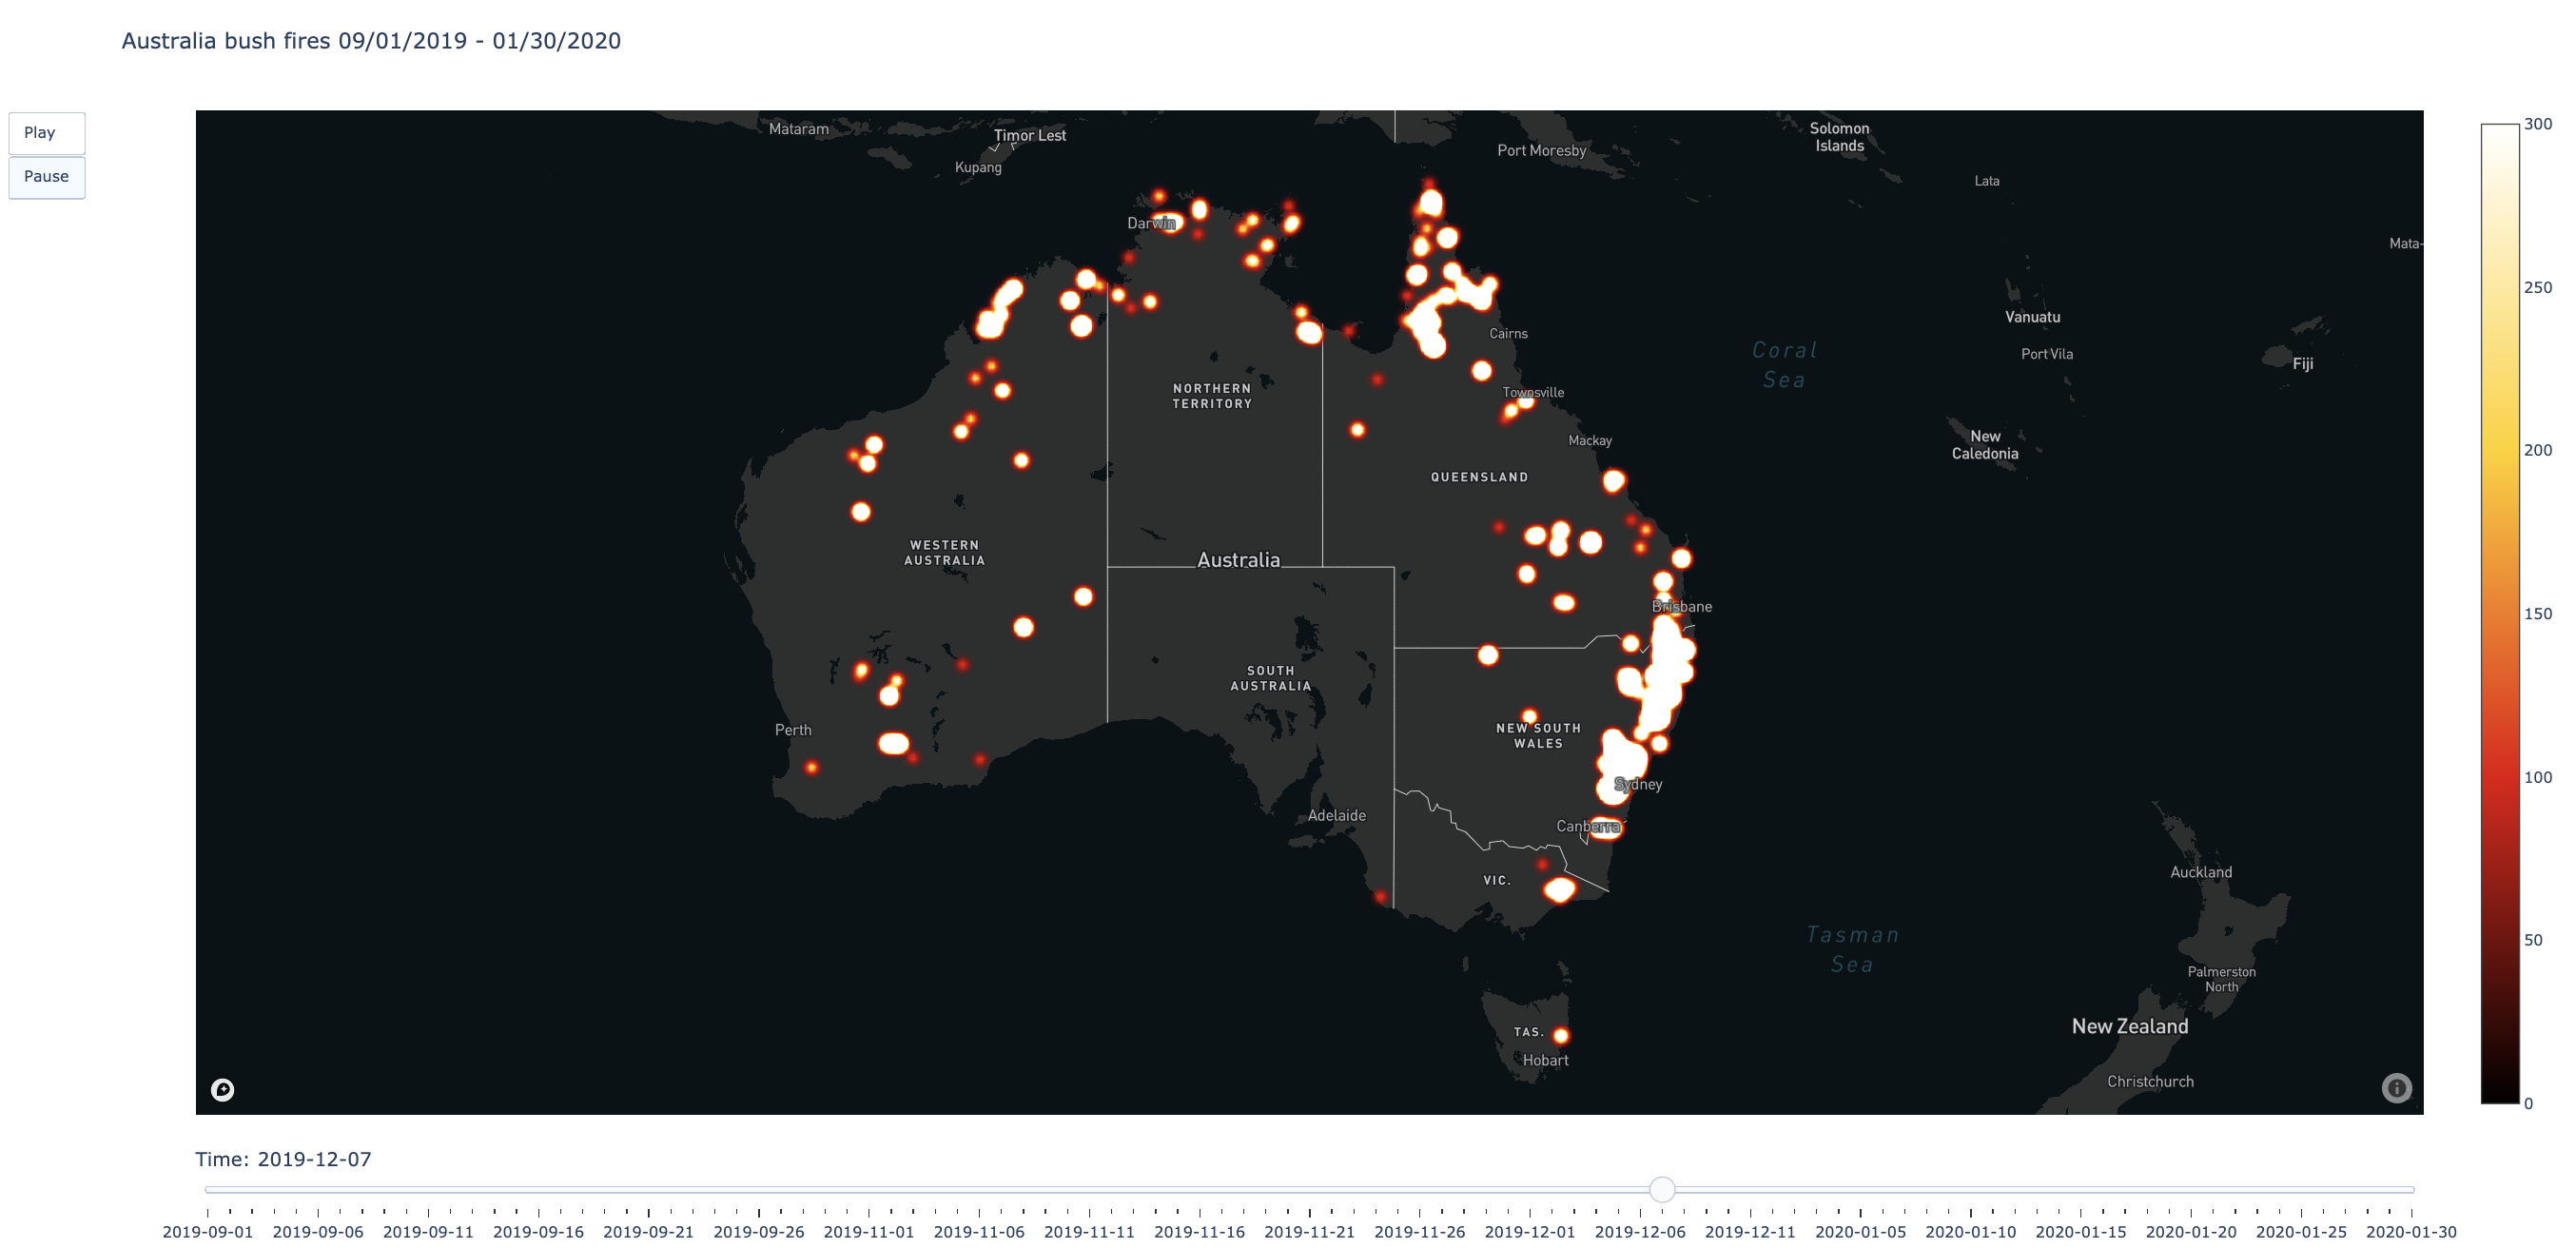 Australia bush fires 09/01/2019 - 01/30/2020
Play
Pause
Mataram
Timor Lest
Kupang
Port Moresby
Solomon
Islands
Lata
Mata-
Darwin
Cairns
Coral
Sea
Vanuatu
Port Vila
Fiji
NORTHERN
TERRITORY
Townsville
Mackay
New
Caledonia
QUEENSLAND
WESTERN
AUSTRALIA
Australia
Brisbane
SOUTH
AUSTRALIA
Perth
NEW SOUTH
WALES
Sydney
Adelaide
Canberra
VIC.
Auckland
Tasman
Sea
Palmerston
North
TAS.
Hobart
New Zealand
Christchurch
300
250
200
150
100
50
0
Time: 2019-12-07
2019-09-01 2019-09-06 2019-09-11 2019-09-16 2019-09-21 2019-09-26 2019-11-01 2019-11-06 2019-11-11 2019-11-16 2019-11-21 2019-11-26 2019-12-01 2019-12-06 2019-12-11 2020-01-05 2020-01-10 2020-01-15 2020-01-20 2020-01-25 2020-01-30